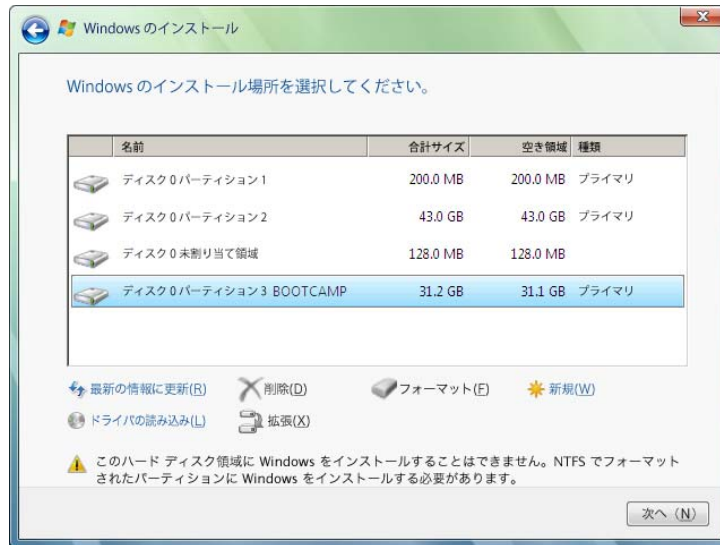 Windows のインストール
Windows のインストール場所を選択してください。
名前 合計サイズ 空き領域 種類
ディスク 0 パーティション 1 200.0 MB 200.0 MB プライマリ
ディスク 0 パーティション 2 43.0 GB 43.0 GB プライマリ
ディスク 0 未割り当て領域 128.0 MB 128.0 MB
ディスク 0 パーティション 3 BOOTCAMP 31.2 GB 31.1 GB プライマリ
最新の情報に更新(R) 削除(D) フォーマット(F) 新規(W)
ドライバの読み込み(L) 拡張(X)
このハード ディスク領域に Windows をインストールすることはできません。NTFS でフォーマット
されたパーティションに Windows をインストールする必要があります。
次へ (N)